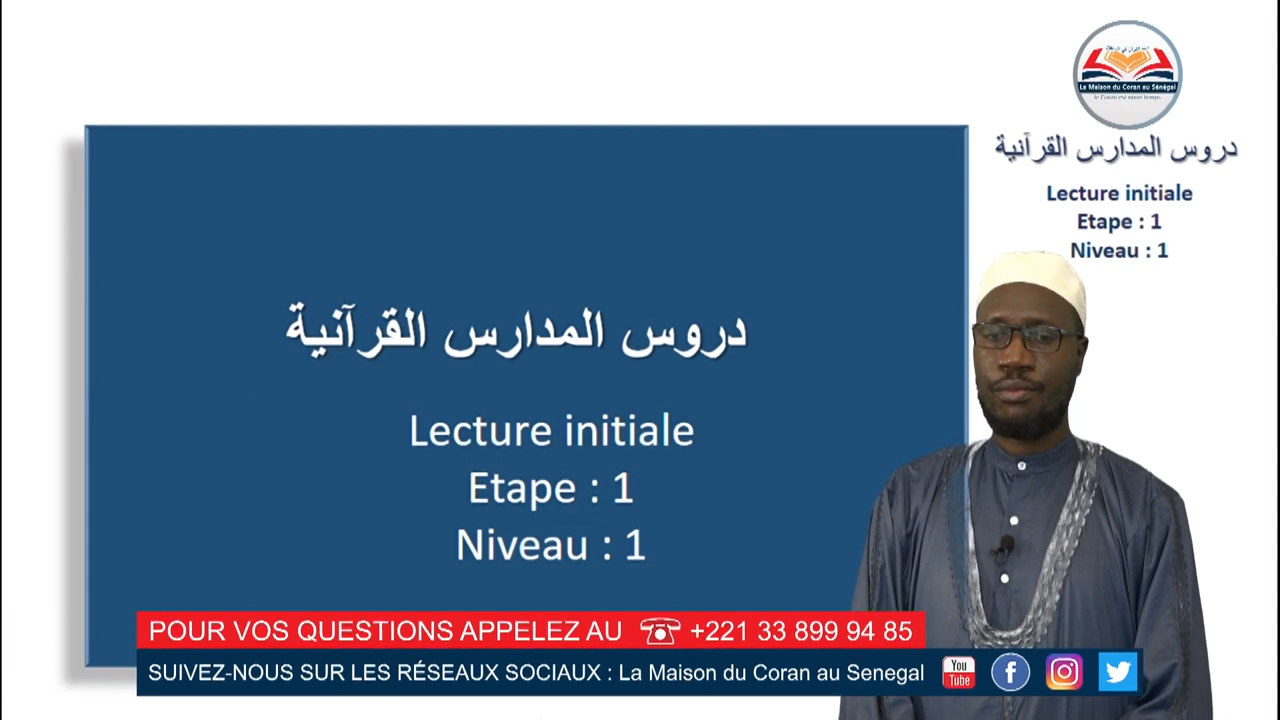 La Maison du Coran au Sénégal
دروس المدارس القرآنية
Lecture initiale
Etape : 1
Niveau : 1
دروس المدارس القرآنية
Lecture initiale
Etape : 1
Niveau : 1
POUR VOS QUESTIONS APPELEZ AU +221 33 899 94 85
SUIVEZ-NOUS SUR LES RÉSEAUX SOCIAUX : La Maison du Coran au Senegal You Tube